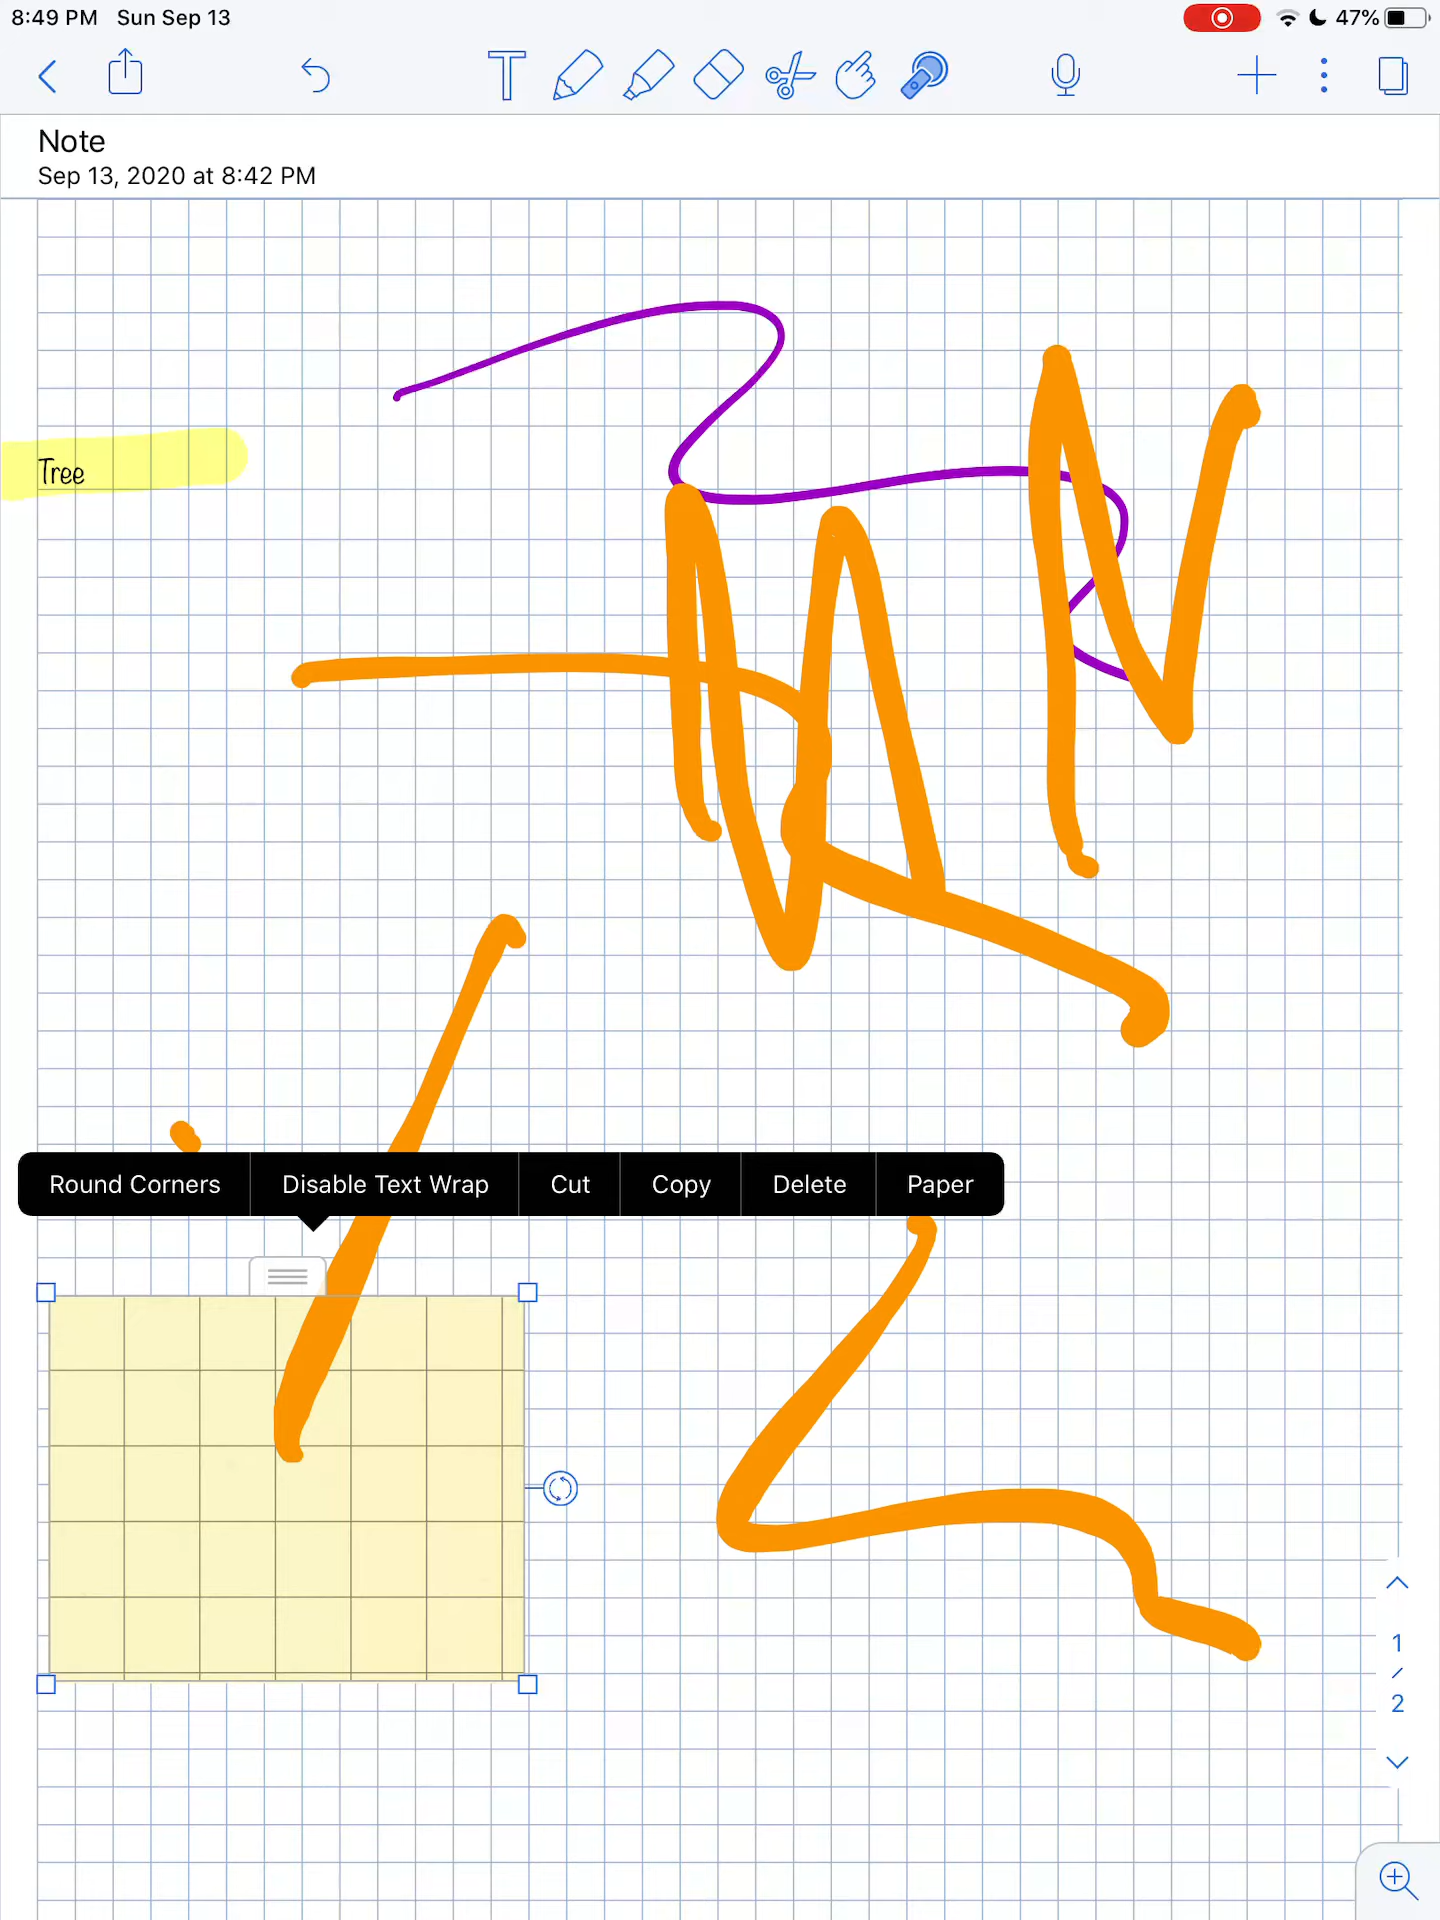 8:49 PM Sun Sep 13 47%
Note
Sep 13, 2020 at 8:42 PM
Tree
Round Corners Disable Text Wrap Cut Copy Delete Paper
1
/
2